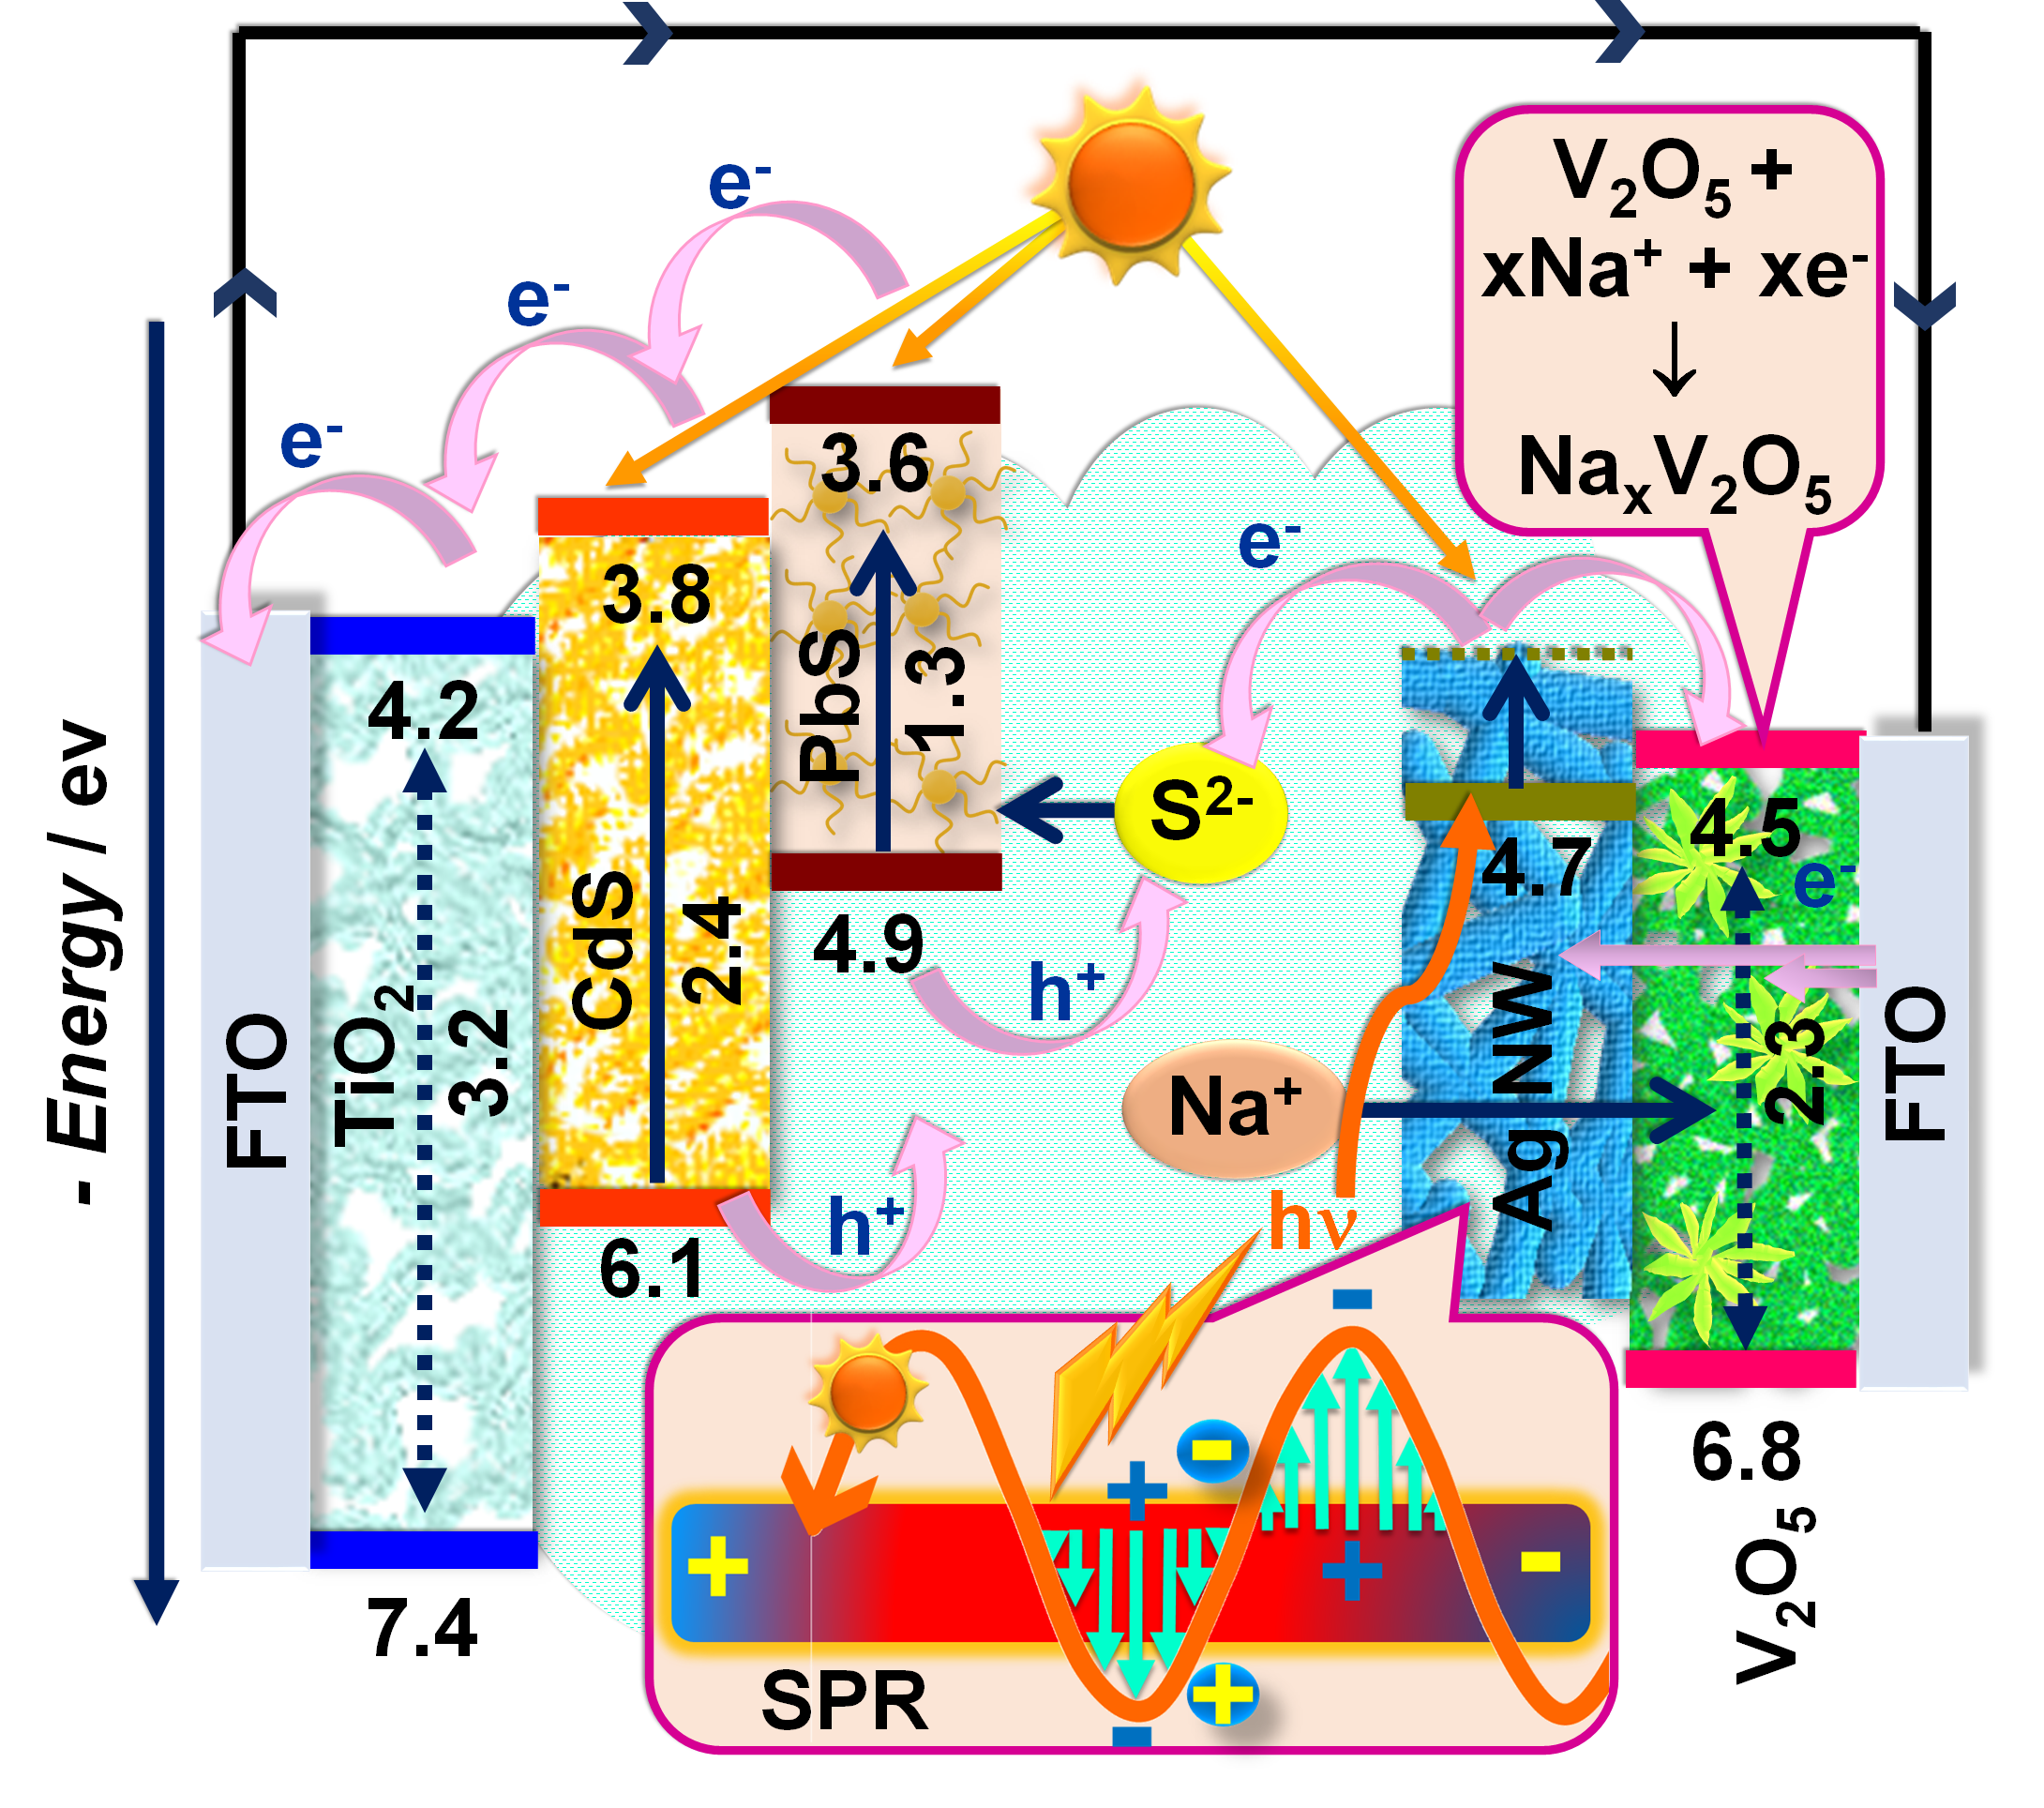 e⁻
e⁻
e⁻
V₂O₅ +
xNa⁺ + xe⁻
↓
NaₓV₂O₅
- Energy / ev
FTO
4.2
TiO₂
3.2
7.4
3.8
CdS
2.4
6.1
3.6
PbS
1.3
4.9
h⁺
h⁺
S²⁻
e⁻
Na⁺
hν
4.7
Ag NW
4.5
e⁻
2.3
6.8
V₂O₅
FTO
-
+
-
+
+
-
+
-
SPR